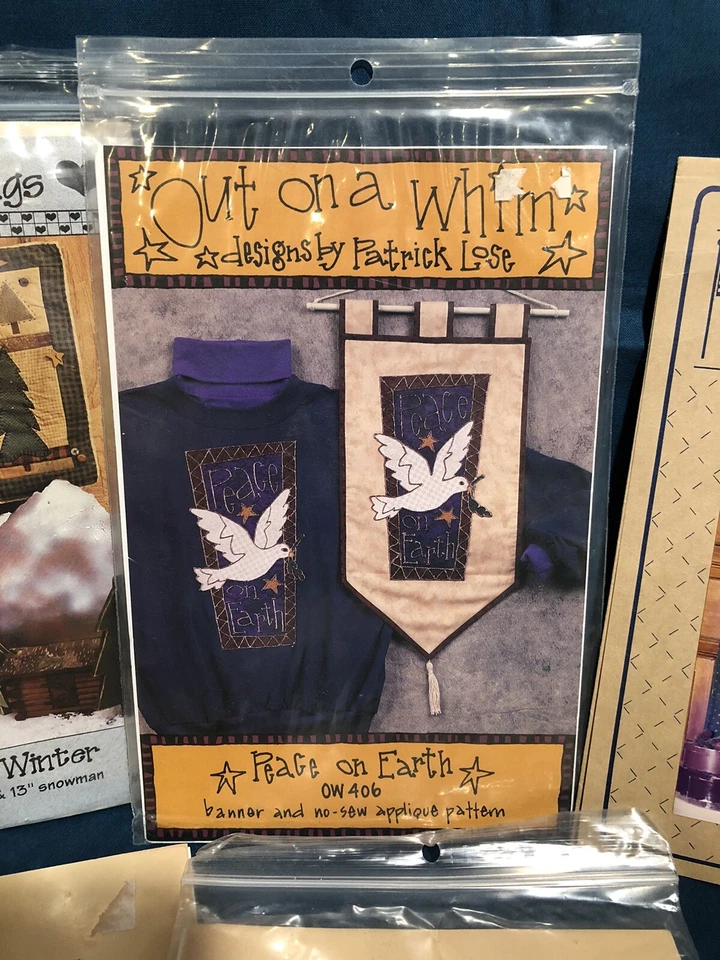 Out on a whim
designs by Patrick Lose
Peace
on
Earth
Peace
on
Earth
Peace on Earth
OW406
banner and no-sew applique pattern
gs
Winter
& 13" snowman